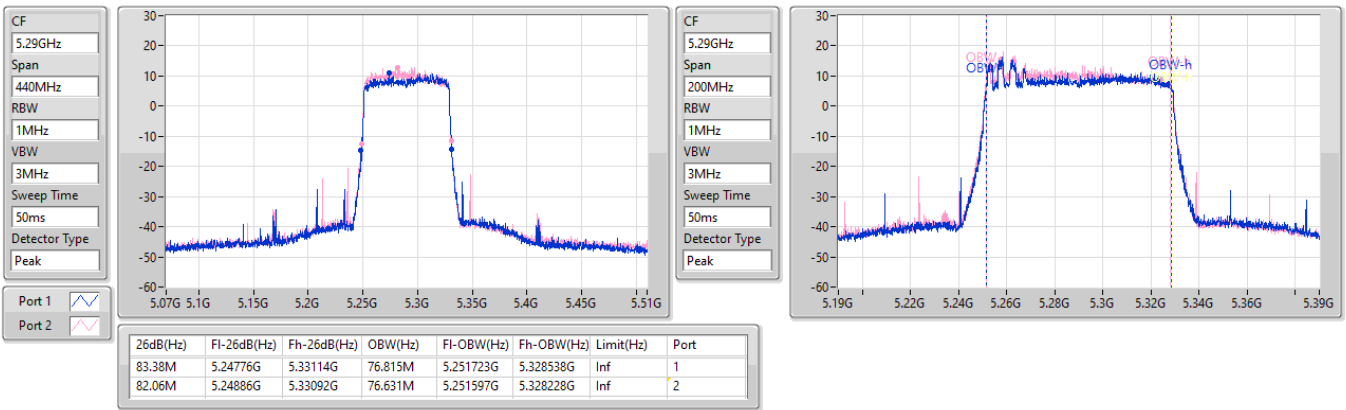 CF
5.29GHz
Span
440MHz
RBW
1MHz
VBW
3MHz
Sweep Time
50ms
Detector Type
Peak
Port 1
Port 2
30
20
10
0
-10
-20
-30
-40
-50
-60
5.07G 5.1G 5.15G 5.2G 5.25G 5.3G 5.35G 5.4G 5.45G 5.51G
CF
5.29GHz
Span
200MHz
RBW
1MHz
VBW
3MHz
Sweep Time
50ms
Detector Type
Peak
30
20
10
0
-10
-20
-30
-40
-50
-60
OBW-h
5.19G 5.22G 5.24G 5.26G 5.28G 5.3G 5.32G 5.34G 5.36G 5.39G
26dB(Hz) Fl-26dB(Hz) Fh-26dB(Hz) OBW(Hz) Fl-OBW(Hz) Fh-OBW(Hz) Limit(Hz) Port
83.38M 5.24776G 5.33114G 76.815M 5.251723G 5.328538G Inf 1
82.06M 5.24886G 5.33092G 76.631M 5.251597G 5.328228G Inf 2